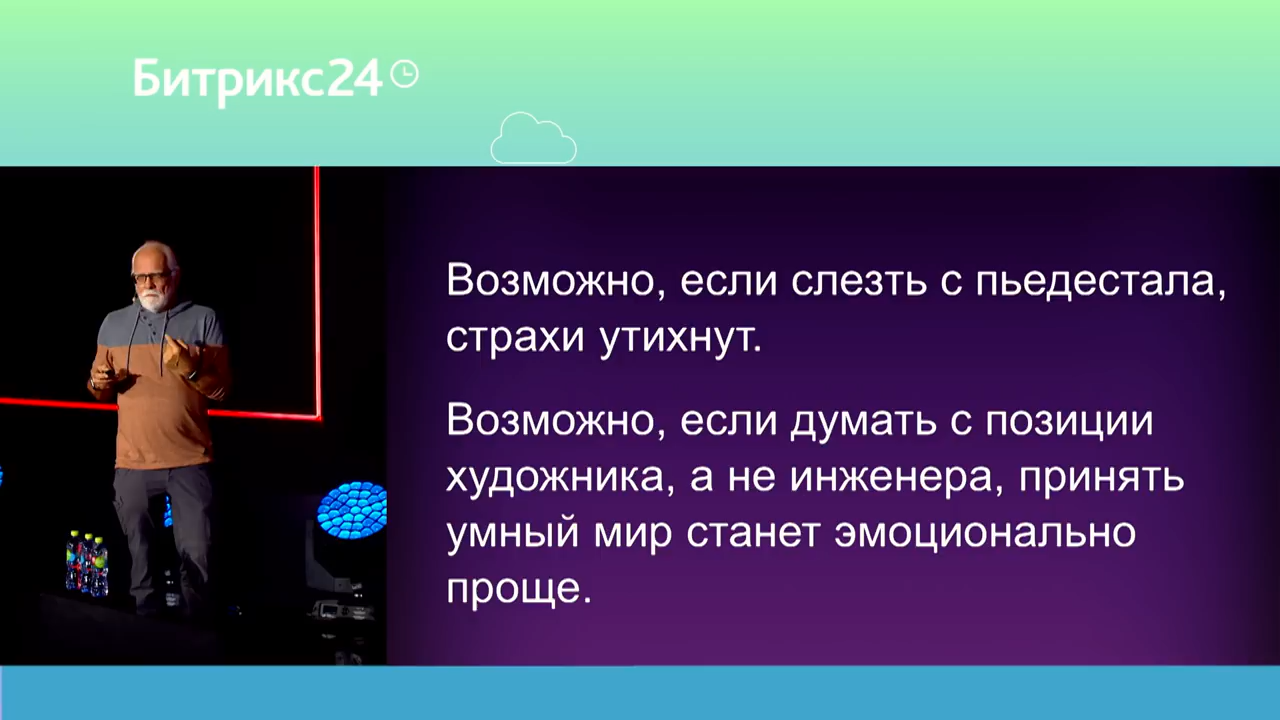 Битрикс24
Возможно, если слезть с пьедестала,
страхи утихнут.
Возможно, если думать с позиции
художника, а не инженера, принять
умный мир станет эмоционально
проще.